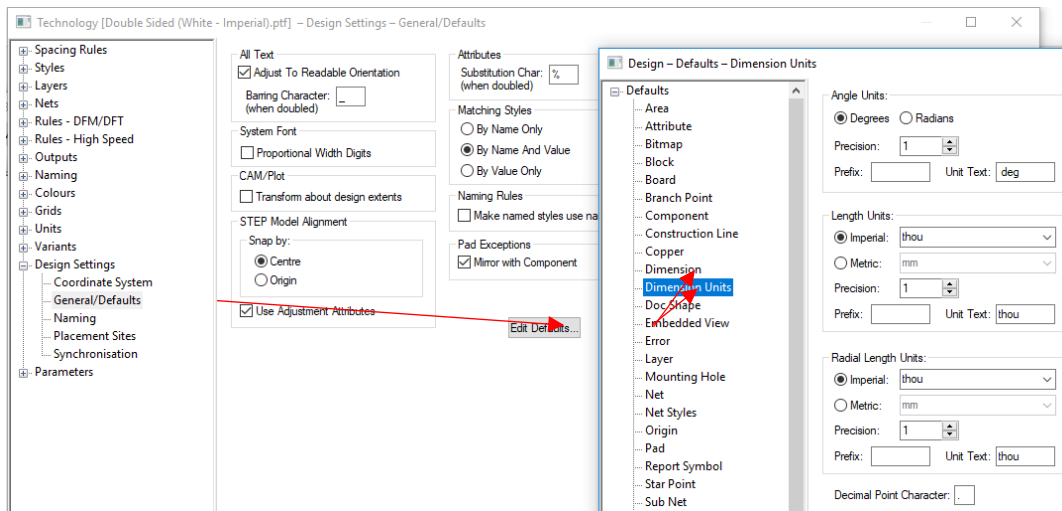 Technology [Double Sided (White - Imperial).ptf] – Design Settings – General/Defaults
Spacing Rules
Styles
Layers
Nets
Rules - DFM/DFT
Rules - High Speed
Outputs
Naming
Colours
Grids
Units
Variants
Design Settings
Coordinate System
General/Defaults
Naming
Placement Sites
Synchronisation
Parameters
All Text
Adjust To Readable Orientation
Barring Character: _
(when doubled)
System Font
Proportional Width Digits
CAM/Plot
Transform about design extents
STEP Model Alignment
Snap by:
Centre
Origin
Use Adjustment Attributes
Attributes
Substitution Char: %
(when doubled)
Matching Styles
By Name Only
By Name And Value
By Value Only
Naming Rules
Make named styles use na
Pad Exceptions
Mirror with Component
Edit Defaults...
Design – Defaults – Dimension Units
Defaults
Area
Attribute
Bitmap
Block
Board
Branch Point
Component
Construction Line
Copper
Dimension
Dimension Units
Doc Shape
Embedded View
Error
Layer
Mounting Hole
Net
Net Styles
Origin
Pad
Report Symbol
Star Point
Sub Net
Angle Units:
Degrees Radians
Precision: 1
Prefix: Unit Text: deg
Length Units:
Imperial: thou
Metric: mm
Precision: 1
Prefix: Unit Text: thou
Radial Length Units:
Imperial: thou
Metric: mm
Precision: 1
Prefix: Unit Text: thou
Decimal Point Character: .